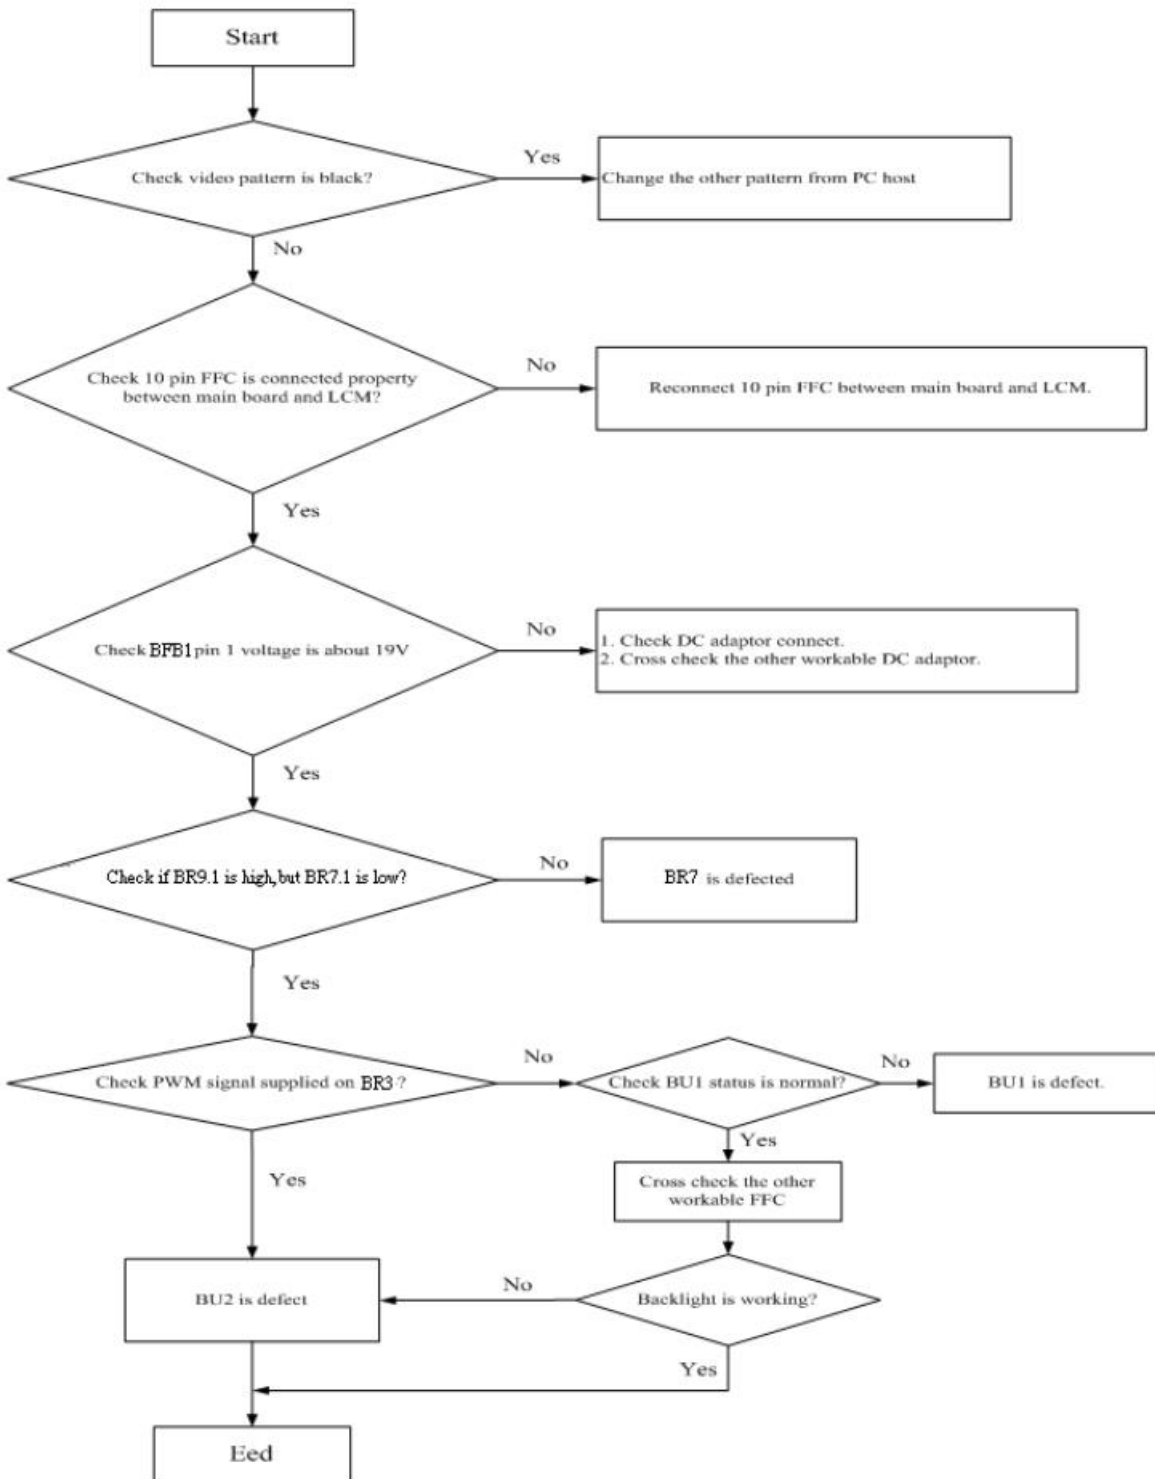 Start
Check video pattern is black?
Yes
Change the other pattern from PC host
No
Check 10 pin FFC is connected property
between main board and LCM?
No
Reconnect 10 pin FFC between main board and LCM.
Yes
Check BFB1 pin 1 voltage is about 19V
No
1. Check DC adaptor connect.
2. Cross check the other workable DC adaptor.
Yes
Check if BR9.1 is high, but BR7.1 is low?
No
BR7 is defected
Yes
Check PWM signal supplied on BR3 ?
No
Check BU1 status is normal?
No
BU1 is defect.
Yes
Yes
Cross check the other
workable FFC
BU2 is defect
No
Backlight is working?
Yes
Eed